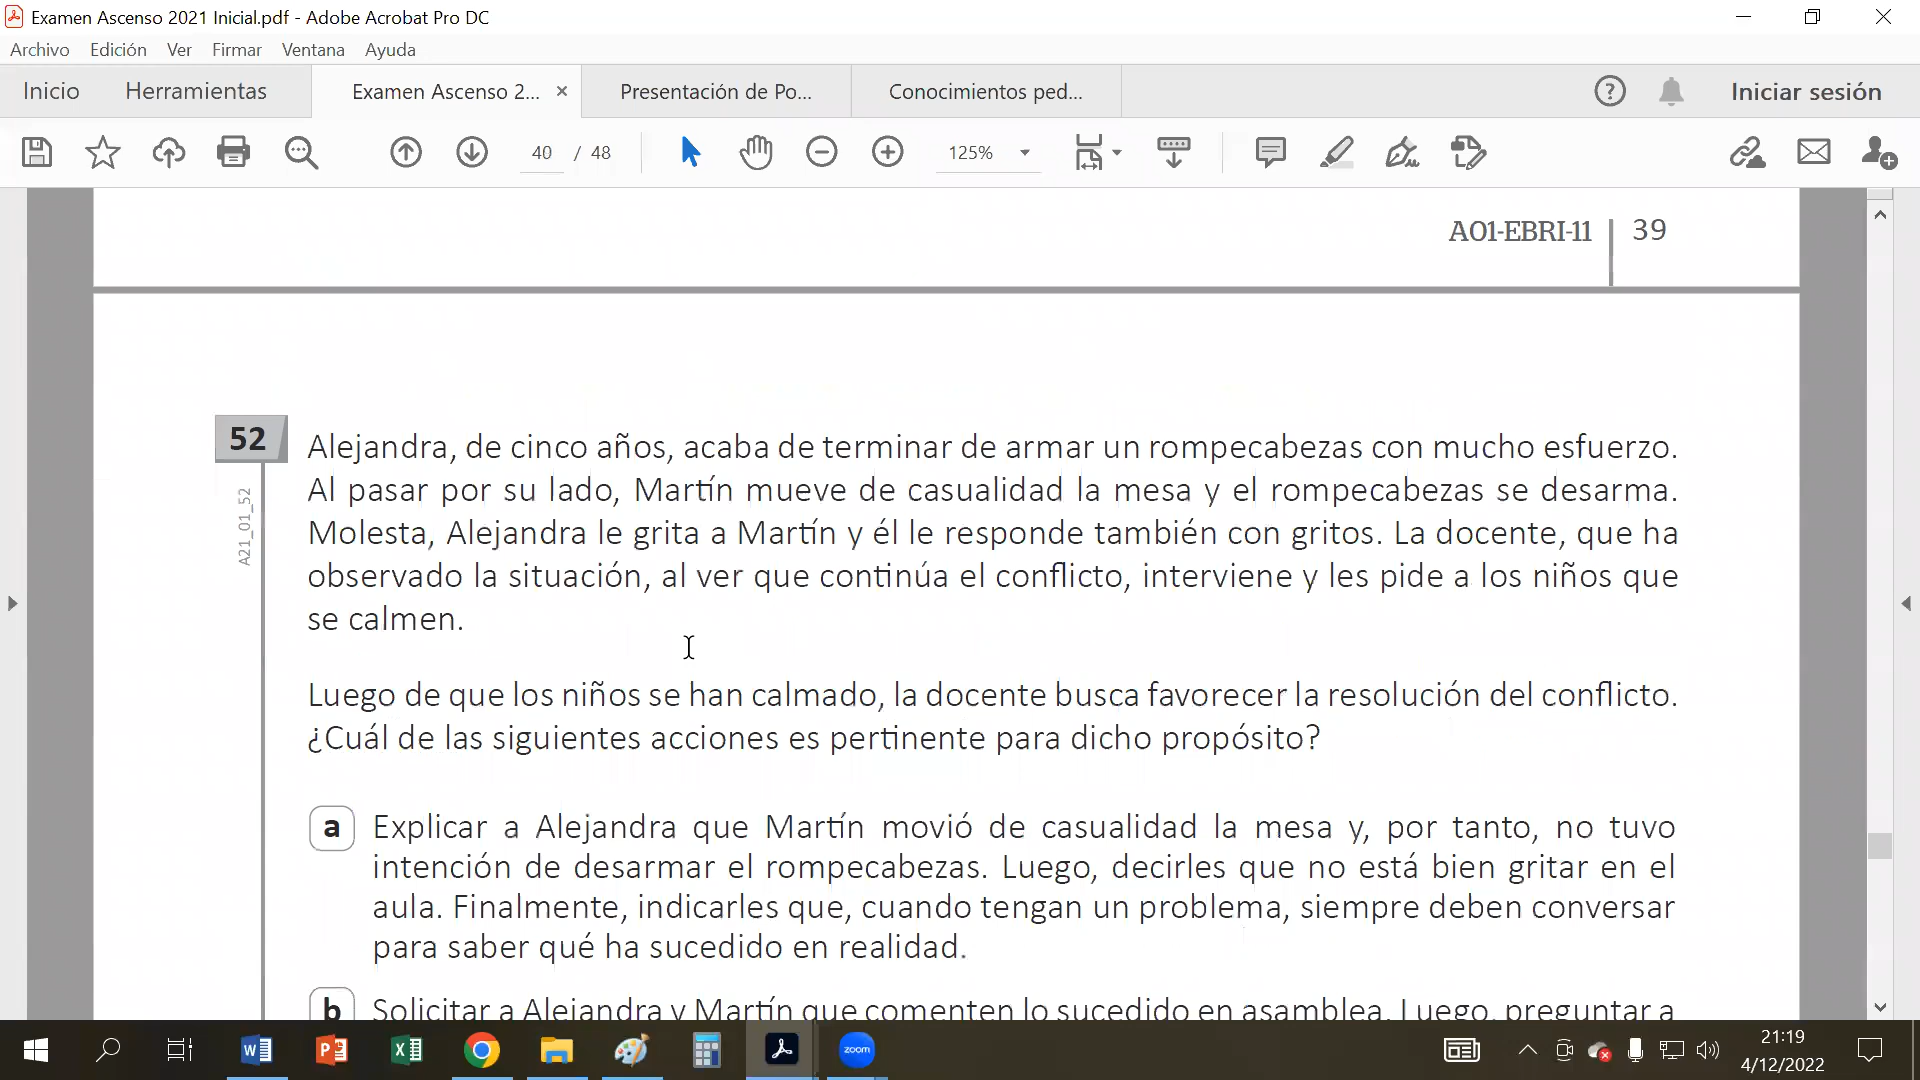 Examen Ascenso 2021 Inicial.pdf - Adobe Acrobat Pro DC
Archivo Edición Ver Firmar Ventana Ayuda
Inicio Herramientas Examen Ascenso 2... × Presentación de Po... Conocimientos ped... ? Iniciar sesión
40 / 48 125%
A01-EBRI-11 39
52
A21_01_52
Alejandra, de cinco años, acaba de terminar de armar un rompecabezas con mucho esfuerzo.
Al pasar por su lado, Martín mueve de casualidad la mesa y el rompecabezas se desarma.
Molesta, Alejandra le grita a Martín y él le responde también con gritos. La docente, que ha
observado la situación, al ver que continúa el conflicto, interviene y les pide a los niños que
se calmen.
Luego de que los niños se han calmado, la docente busca favorecer la resolución del conflicto.
¿Cuál de las siguientes acciones es pertinente para dicho propósito?
a Explicar a Alejandra que Martín movió de casualidad la mesa y, por tanto, no tuvo
intención de desarmar el rompecabezas. Luego, decirles que no está bien gritar en el
aula. Finalmente, indicarles que, cuando tengan un problema, siempre deben conversar
para saber qué ha sucedido en realidad.
b Solicitar a Alejandra y Martín que comenten lo sucedido en asamblea. Luego, preguntar a
zoom
21:19
4/12/2022